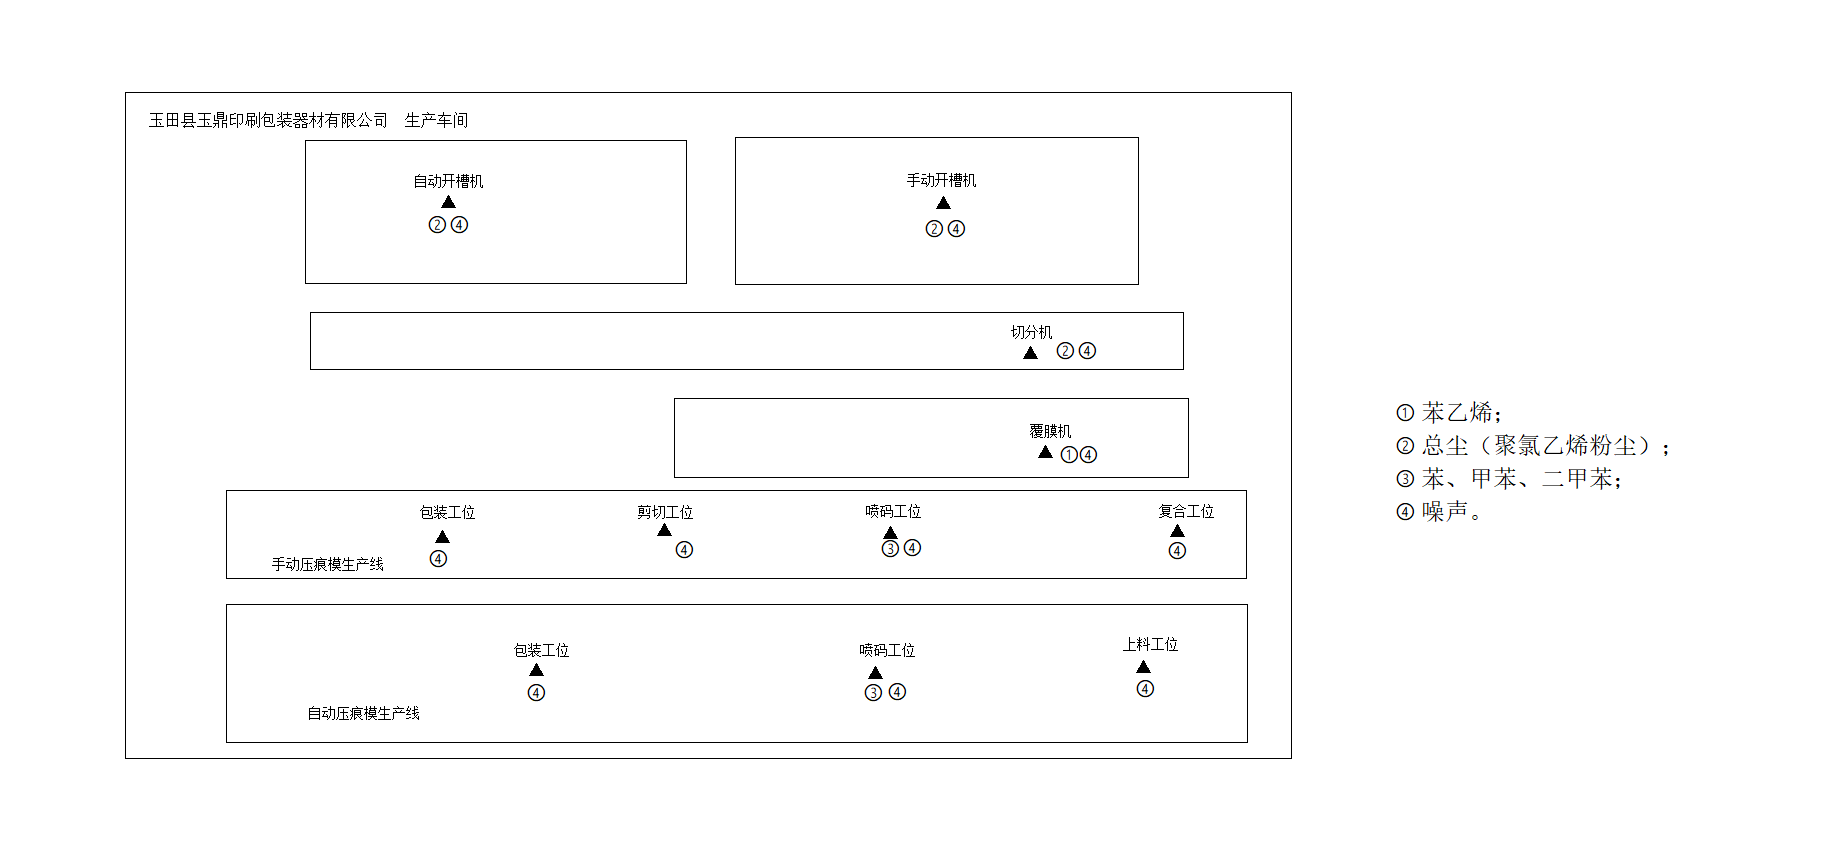 玉田县玉鼎印刷包装器材有限公司　生产车间
自动开槽机
②④
手动开槽机
②④
切分机
②④
覆膜机
①④
包装工位
④
剪切工位
④
喷码工位
③④
复合工位
④
手动压痕模生产线
包装工位
④
喷码工位
③④
上料工位
④
自动压痕模生产线
①苯乙烯；
②总尘（聚氯乙烯粉尘）；
③苯、甲苯、二甲苯；
④噪声。